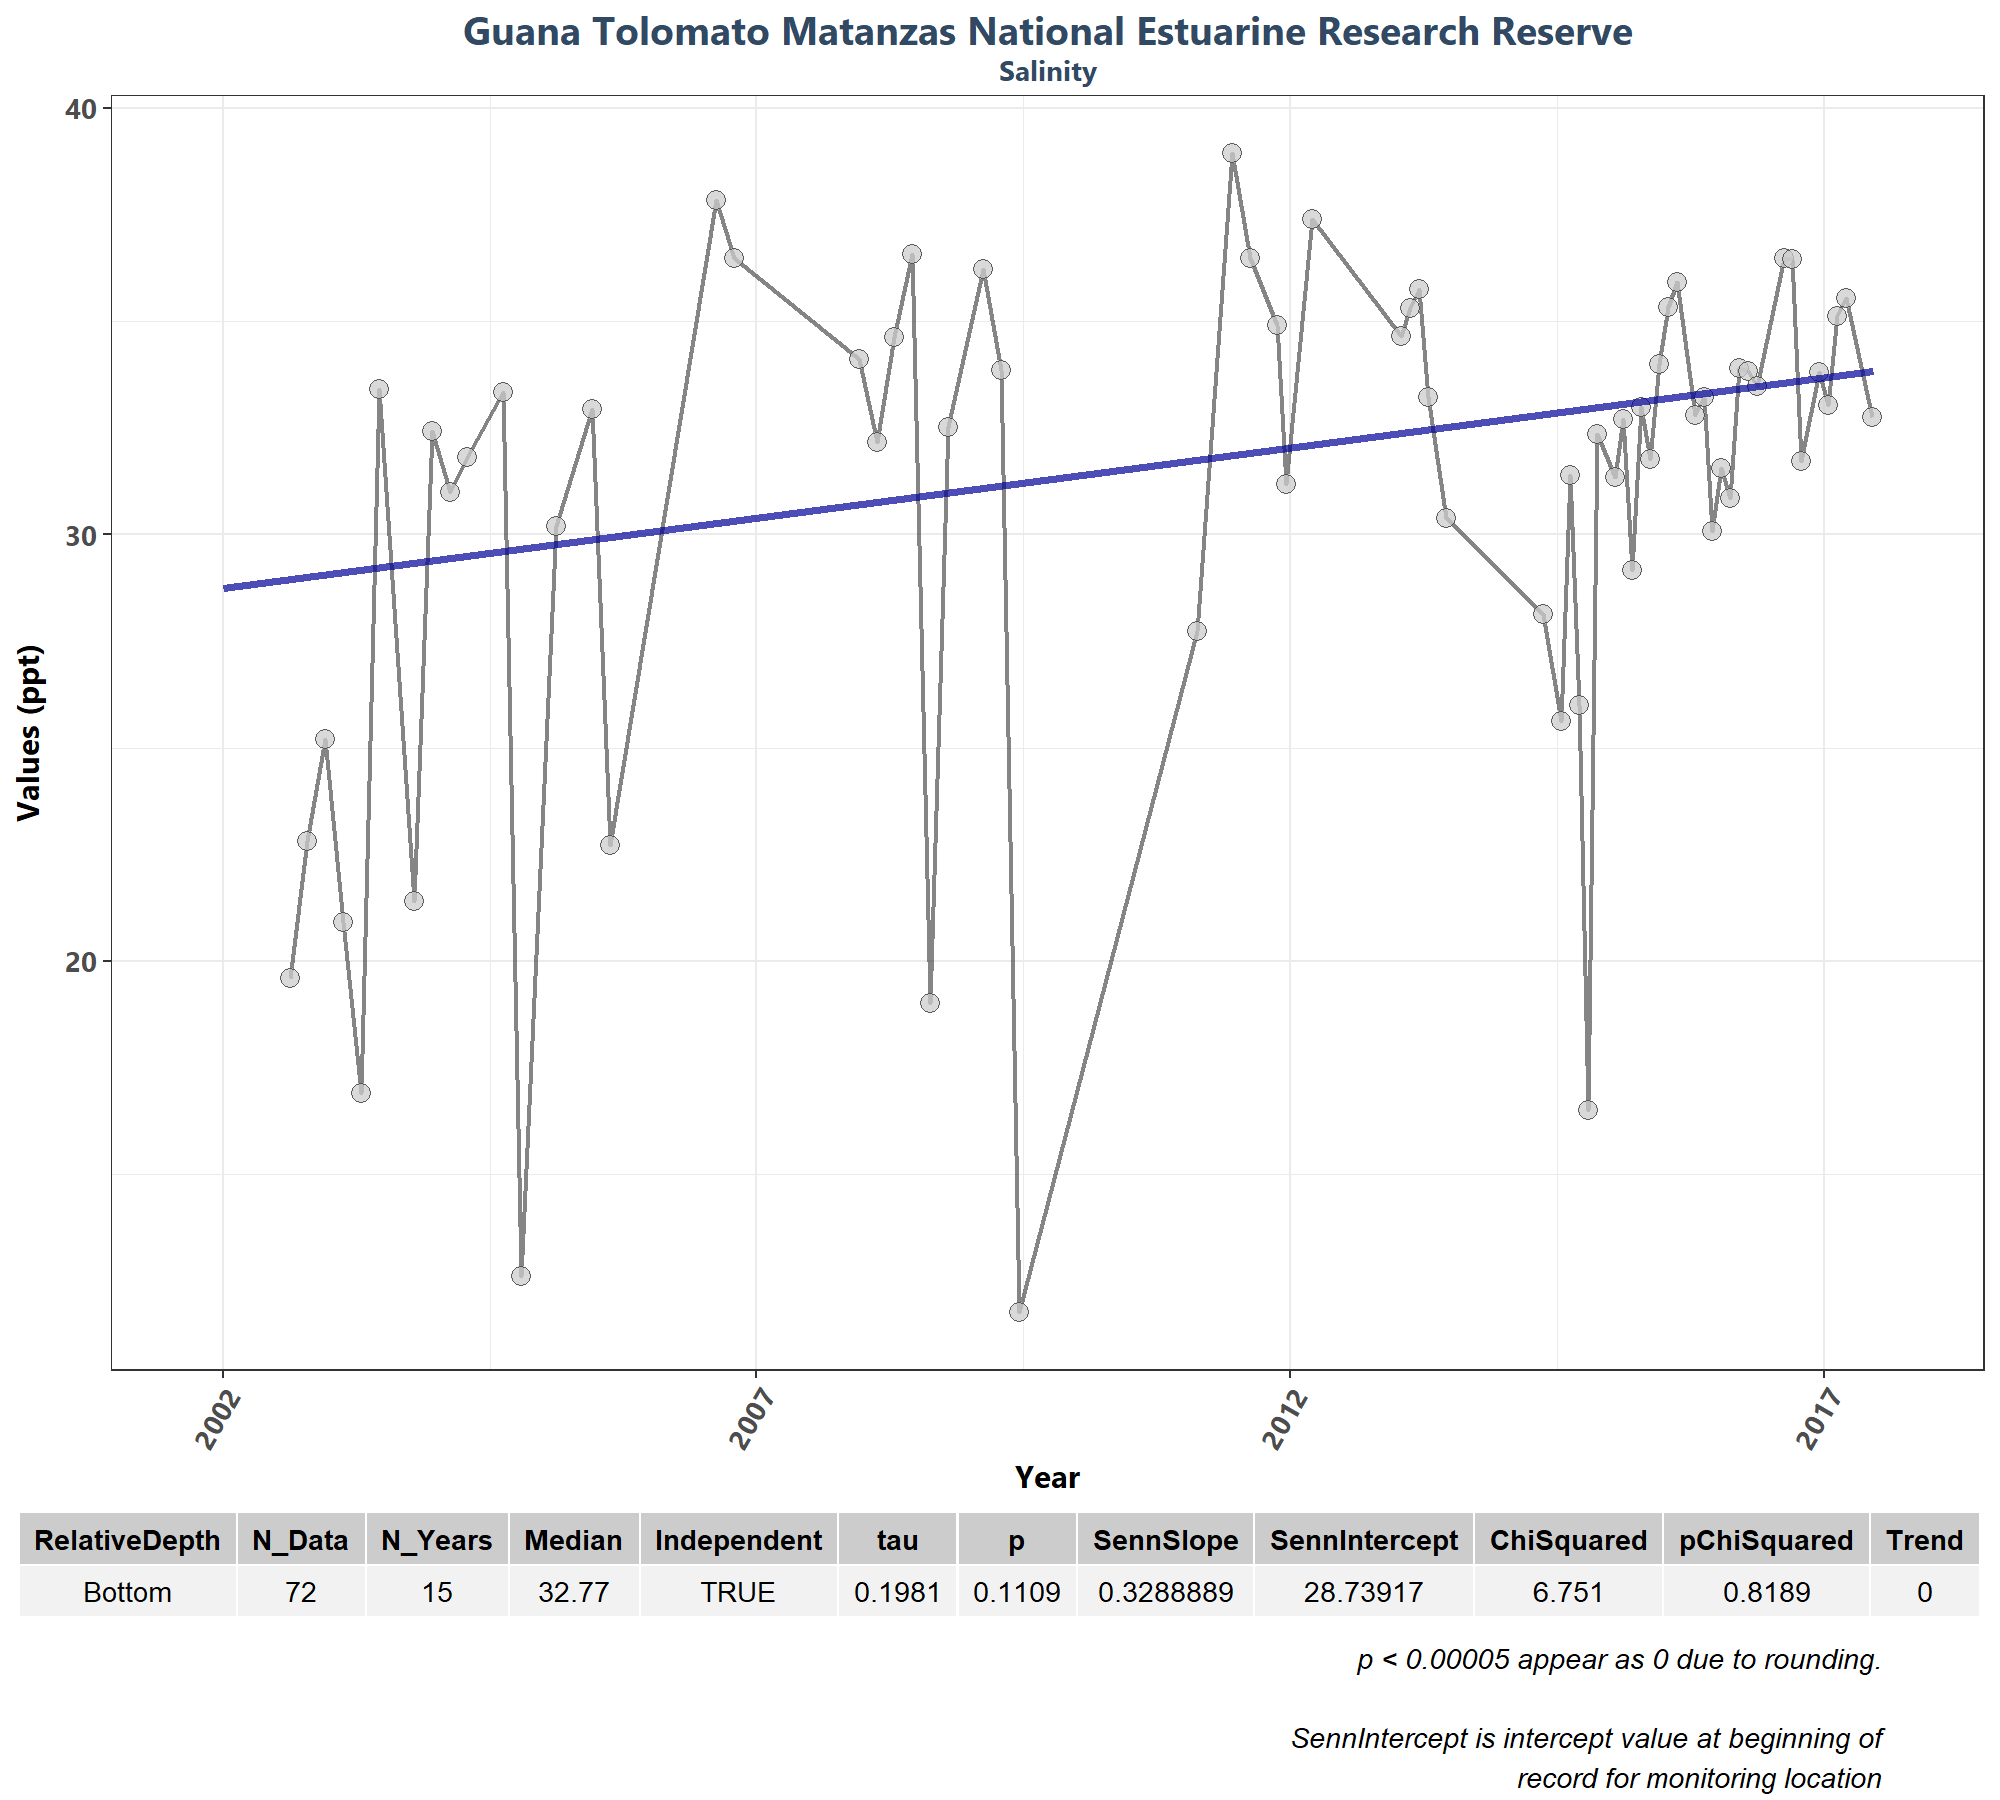 Guana Tolomato Matanzas National Estuarine Research Reserve
Salinity
40
30
20
Values (ppt)
2002
2007
2012
2017
Year
RelativeDepth N_Data N_Years Median Independent tau p SennSlope SennIntercept ChiSquared pChiSquared Trend
Bottom 72 15 32.77 TRUE 0.1981 0.1109 0.3288889 28.73917 6.751 0.8189 0
p < 0.00005 appear as 0 due to rounding.
SennIntercept is intercept value at beginning of
record for monitoring location